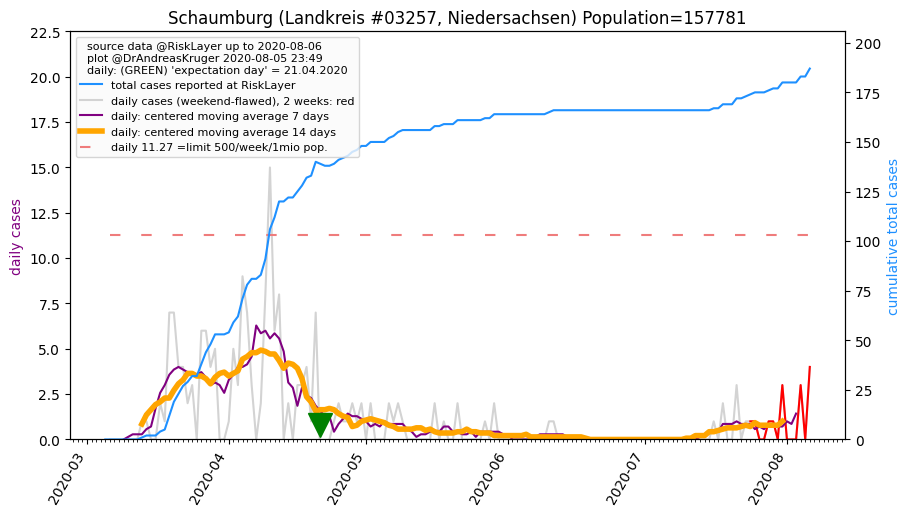 Schaumburg (Landkreis #03257, Niedersachsen) Population=157781
source data @RiskLayer up to 2020-08-06
plot @DrAndreasKruger 2020-08-05 23:49
daily: (GREEN) 'expectation day' = 21.04.2020
total cases reported at RiskLayer
daily cases (weekend-flawed), 2 weeks: red
daily: centered moving average 7 days
daily: centered moving average 14 days
daily 11.27 =limit 500/week/1mio pop.
daily cases
22.5
20.0
17.5
15.0
12.5
10.0
7.5
5.0
2.5
0.0
200
175
150
125
100
75
50
25
0
cumulative total cases
2020-03
2020-04
2020-05
2020-06
2020-07
2020-08